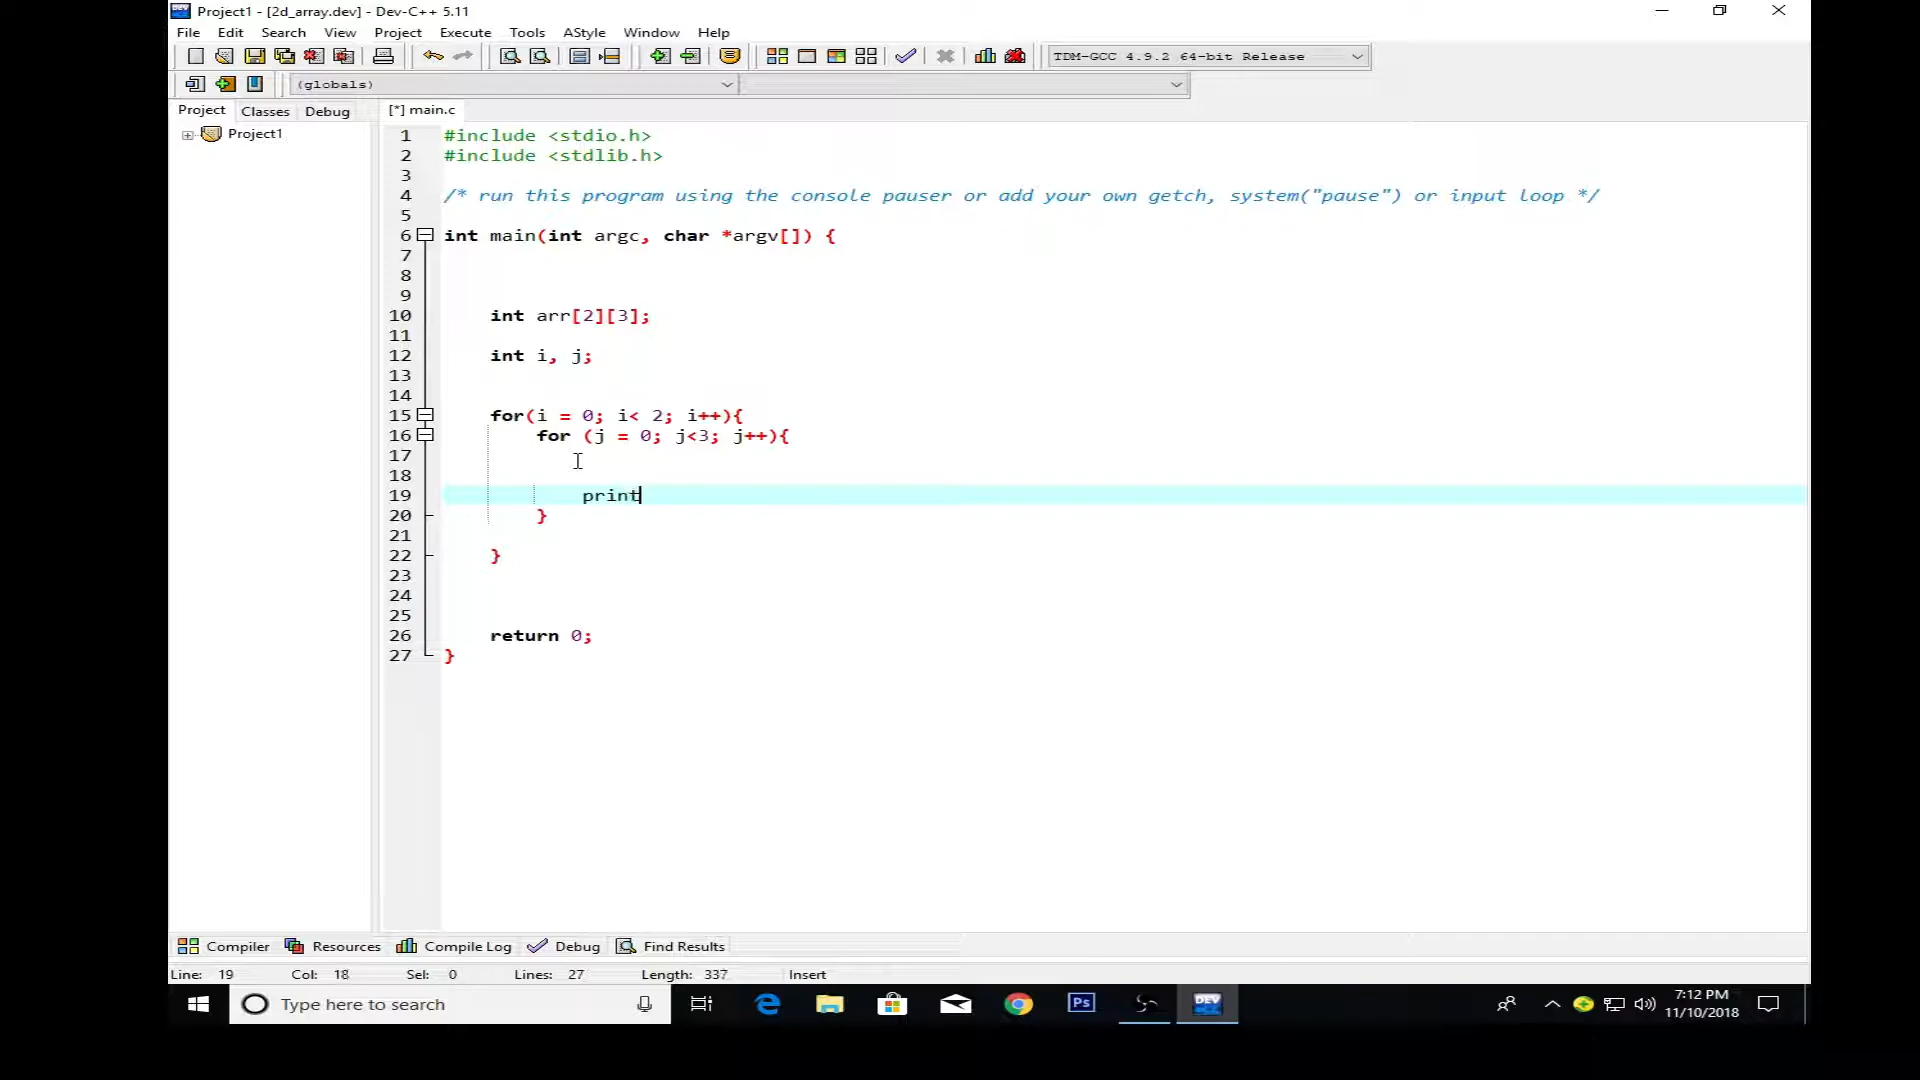 Project1 - [2d_array.dev] - Dev-C++ 5.11
File Edit Search View Project Execute Tools AStyle Window Help
TDM-GCC 4.9.2 64-bit Release
(globals)
Project Classes Debug [*] main.c
Project1
1 #include <stdio.h>
2 #include <stdlib.h>
3
4 /* run this program using the console pauser or add your own getch, system("pause") or input loop */
5
6 int main(int argc, char *argv[]) {
7
8
9
10 int arr[2][3];
11
12 int i, j;
13
14
15 for(i = 0; i< 2; i++){
16 for (j = 0; j<3; j++){
17
18
19 print
20 }
21
22 }
23
24
25
26 return 0;
27 }
Compiler Resources Compile Log Debug Find Results
Line: 19 Col: 18 Sel: 0 Lines: 27 Length: 337 Insert
Type here to search
Ps
DEV
7:12 PM
11/10/2018